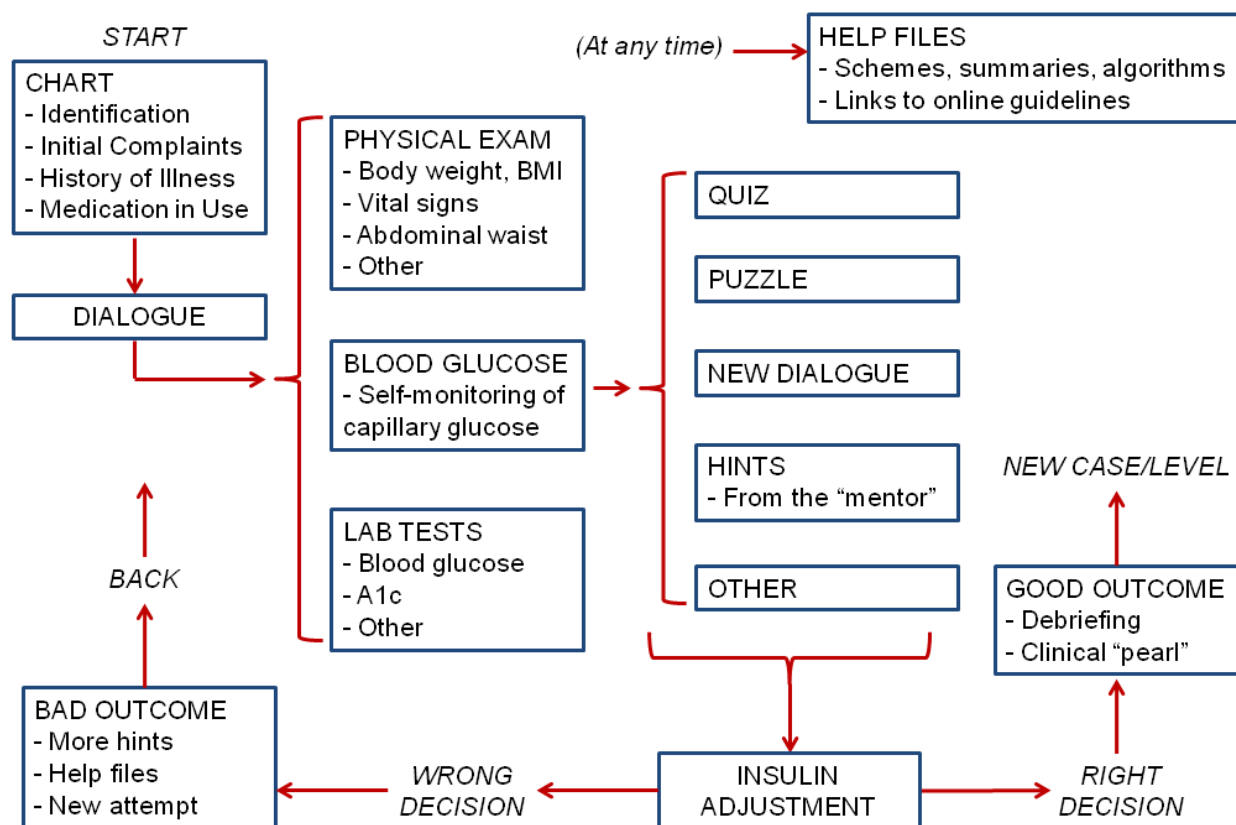 START
CHART
- Identification
- Initial Complaints
- History of Illness
- Medication in Use
DIALOGUE
PHYSICAL EXAM
- Body weight, BMI
- Vital signs
- Abdominal waist
- Other
BLOOD GLUCOSE
- Self-monitoring of
capillary glucose
LAB TESTS
- Blood glucose
- A1c
- Other
(At any time)
HELP FILES
- Schemes, summaries, algorithms
- Links to online guidelines
QUIZ
PUZZLE
NEW DIALOGUE
HINTS
- From the “mentor”
OTHER
INSULIN
ADJUSTMENT
WRONG
DECISION
BAD OUTCOME
- More hints
- Help files
- New attempt
BACK
RIGHT
DECISION
GOOD OUTCOME
- Debriefing
- Clinical “pearl”
NEW CASE/LEVEL